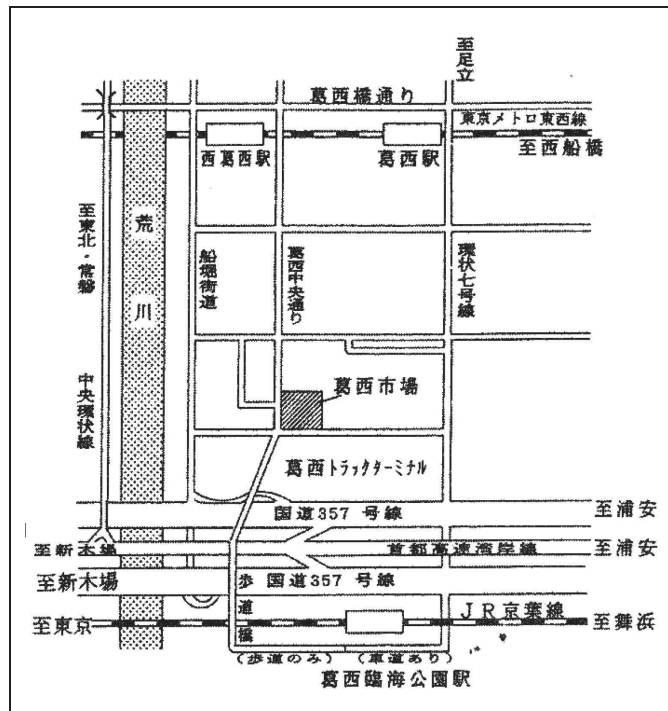 至足立
葛西橋通り
東京メトロ東西線
西葛西駅
葛西駅
至西船橋
至東北・常磐
荒川
船堀街道
葛西中央通り
環状七号線
中央環状線
葛西市場
葛西トラックターミナル
国道357号線
至浦安
至新木場
首都高速湾岸線
至浦安
至新木場
歩道橋
国道357号線
JR京葉線
至東京
至舞浜
(歩道のみ)
(車道あり)
葛西臨海公園駅